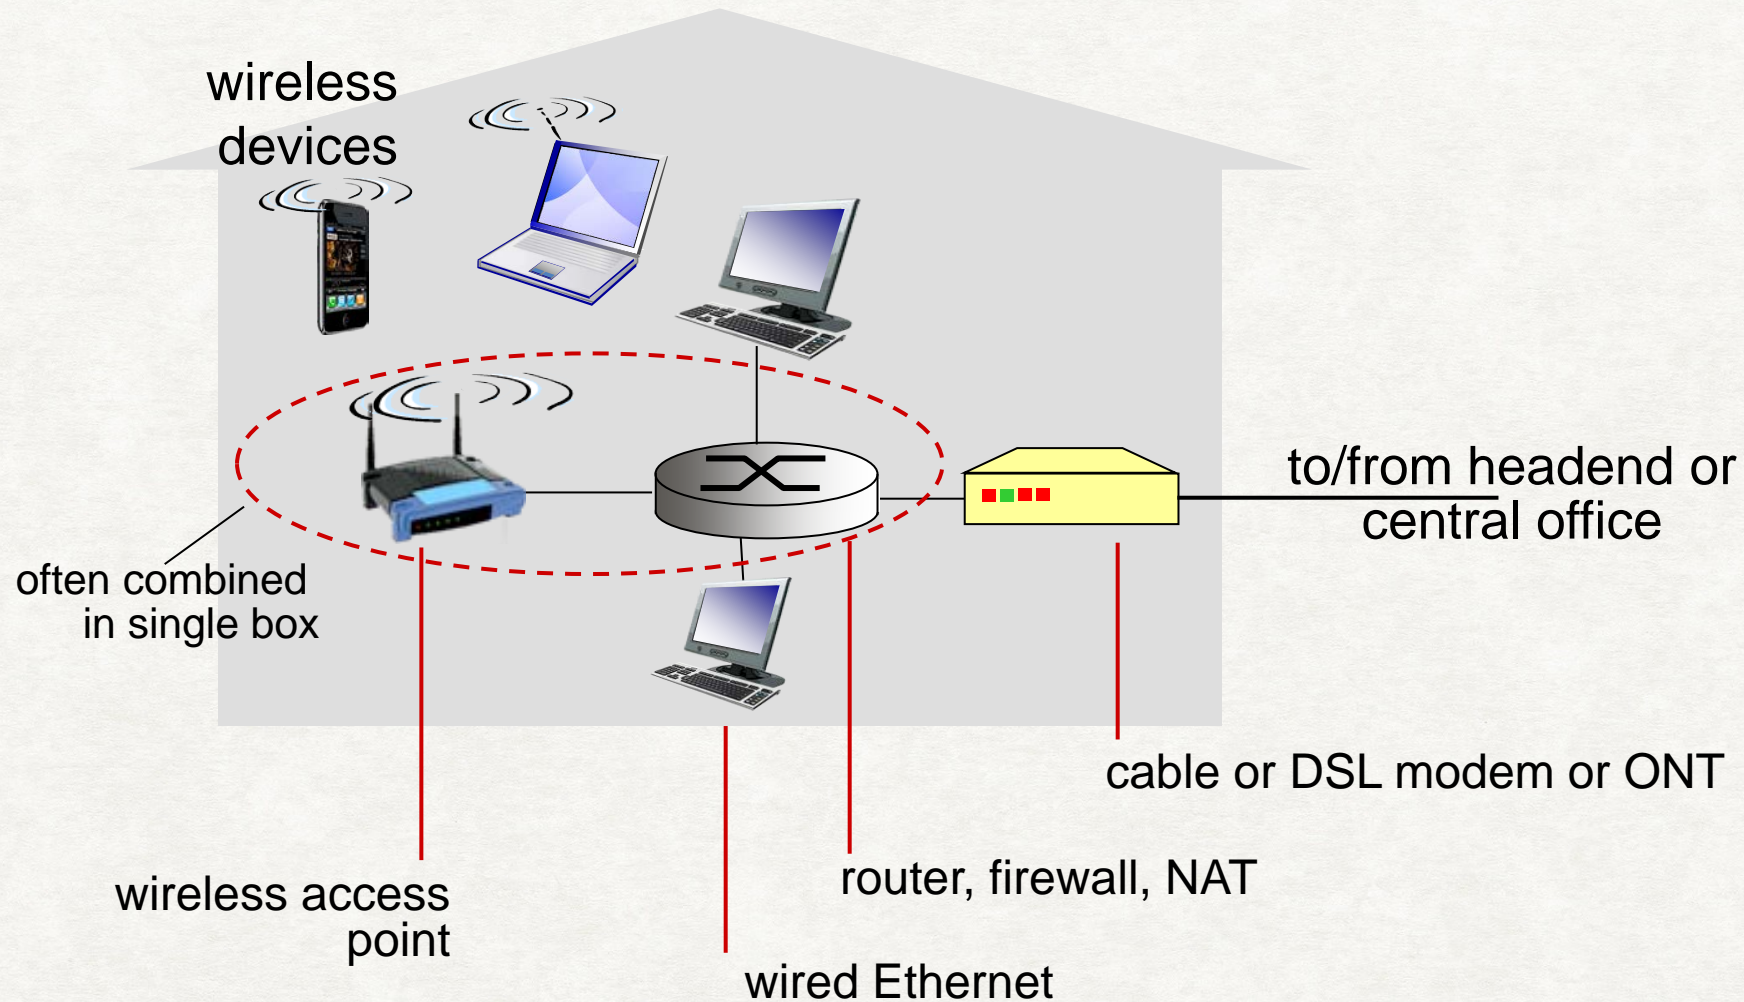 wireless
devices
to/from headend or
central office
often combined
in single box
cable or DSL modem or ONT
router, firewall, NAT
wireless access
point
wired Ethernet